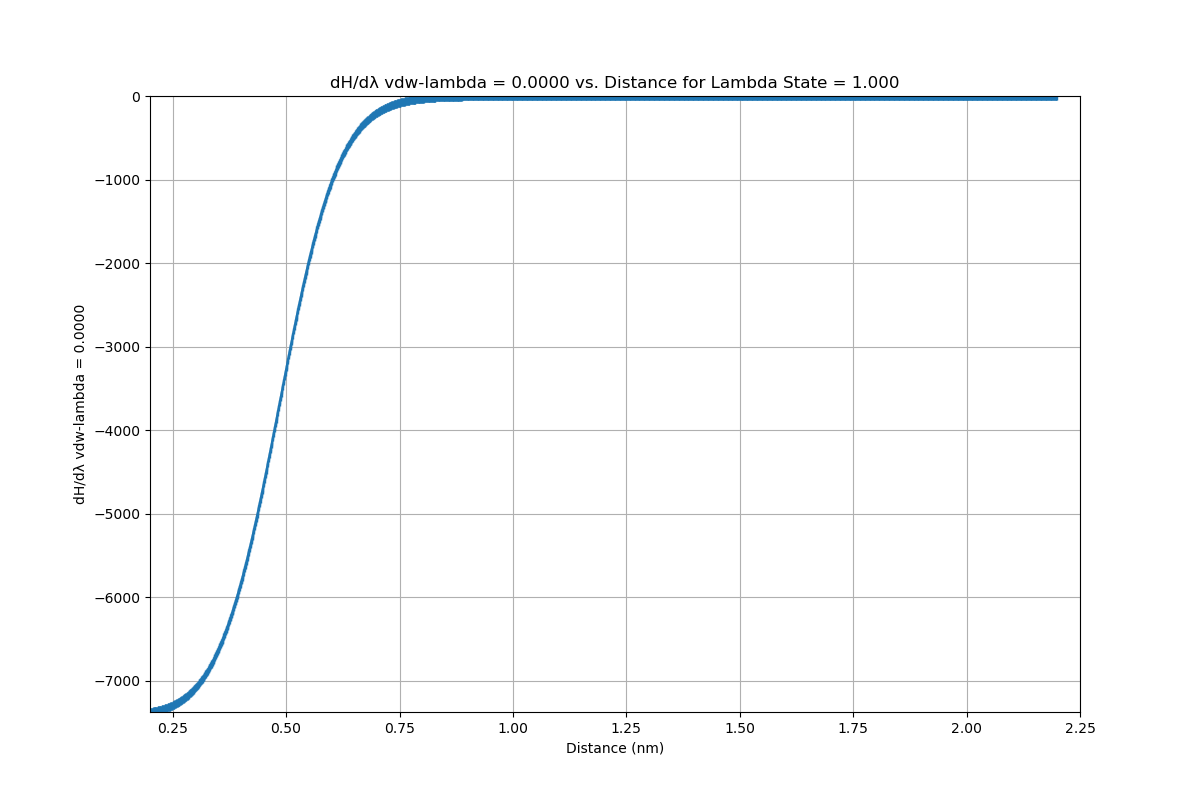 dH/dλ vdw-lambda = 0.0000 vs. Distance for Lambda State = 1.000
0
−1000
−2000
−3000
−4000
−5000
−6000
−7000
dH/dλ vdw-lambda = 0.0000
0.25 0.50 0.75 1.00 1.25 1.50 1.75 2.00 2.25
Distance (nm)